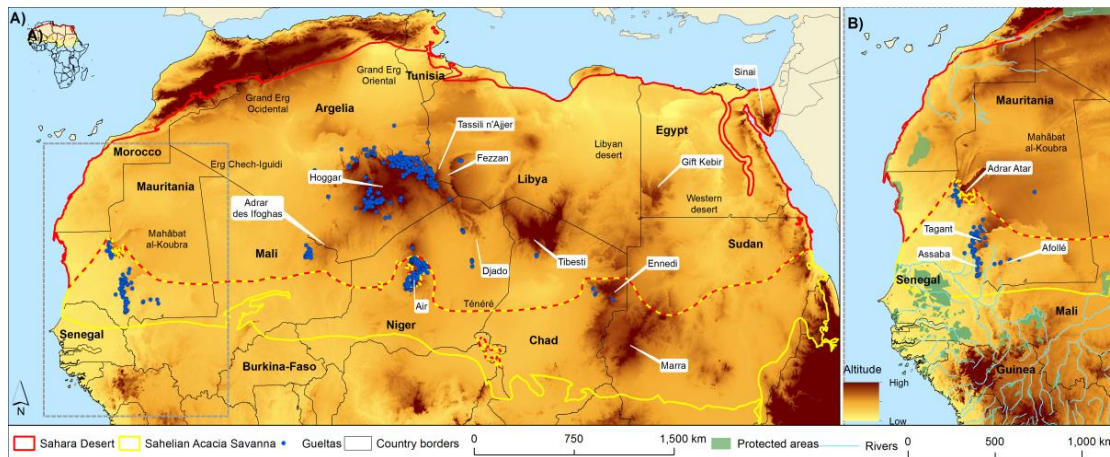 A)
A)
Grand Erg
Oriental
Tunisia
Grand Erg
Ocidental
Argelia
Sinai
Tassili n'Ajjer
Libyan
desert
Egypt
Morocco
Erg Chech-Iguidi
Fezzan
Mauritania
Hoggar
Libya
Gift Kebir
Adrar
des Ifoghas
Western
desert
Mahâbat
al-Koubra
Mali
Sudan
Djado
Tibesti
Ennedi
Air
Ténéré
Senegal
Niger
Chad
Marra
Burkina-Faso
N
B)
Mauritania
Mahâbat
al-Koubra
Adrar Atar
Tagant
Afollé
Assaba
Senegal
Mali
Altitude
High
Guinea
Low
Sahara Desert
Sahelian Acacia Savanna
Gueltas
Country borders
0 750 1,500 km
Protected areas
Rivers
0 500 1,000 km